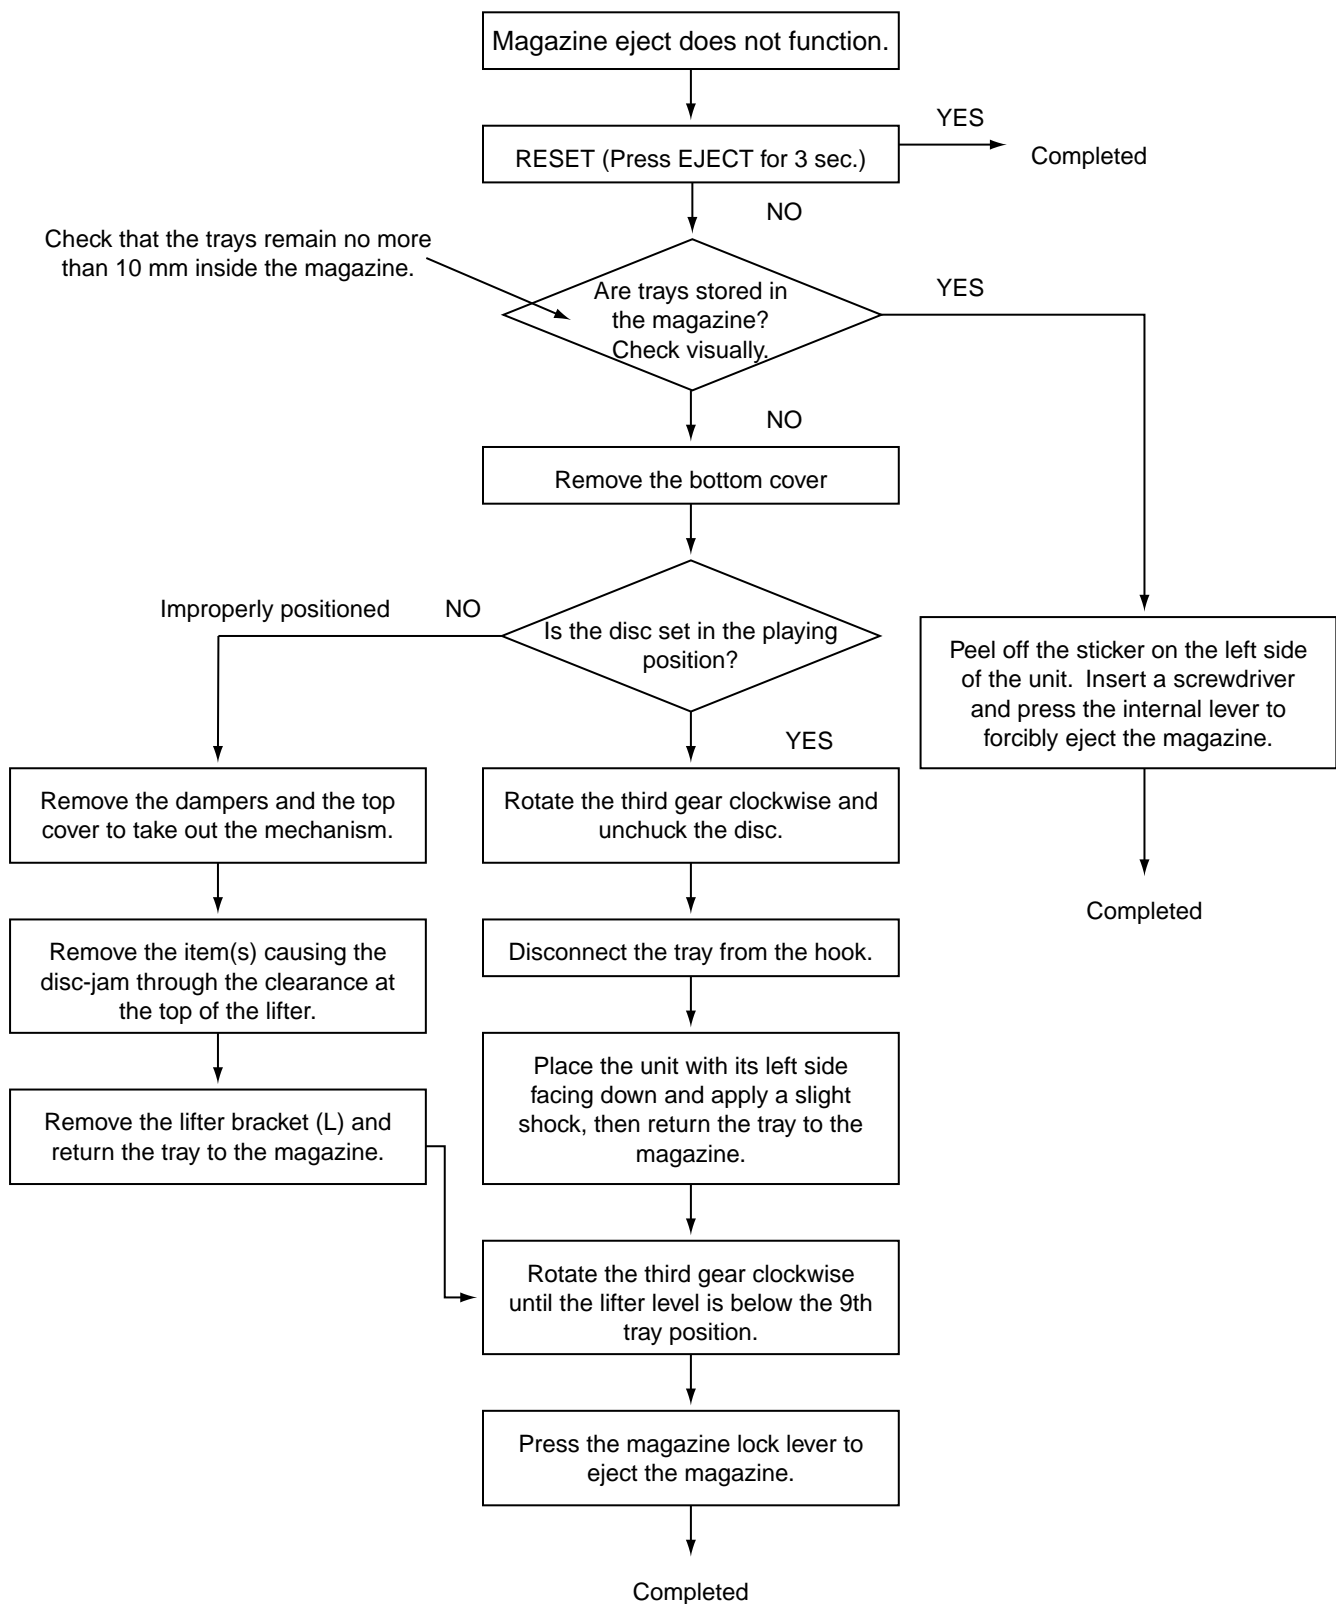 Magazine eject does not function.
YES
RESET (Press EJECT for 3 sec.)
Completed
NO
Check that the trays remain no more
than 10 mm inside the magazine.
Are trays stored in
the magazine?
Check visually.
YES
NO
Remove the bottom cover
Improperly positioned
NO
Is the disc set in the playing
position?
YES
Peel off the sticker on the left side
of the unit.  Insert a screwdriver
and press the internal lever to
forcibly eject the magazine.
Completed
Remove the dampers and the top
cover to take out the mechanism.
Rotate the third gear clockwise and
unchuck the disc.
Remove the item(s) causing the
disc-jam through the clearance at
the top of the lifter.
Disconnect the tray from the hook.
Remove the lifter bracket (L) and
return the tray to the magazine.
Place the unit with its left side
facing down and apply a slight
shock, then return the tray to the
magazine.
Rotate the third gear clockwise
until the lifter level is below the 9th
tray position.
Press the magazine lock lever to
eject the magazine.
Completed